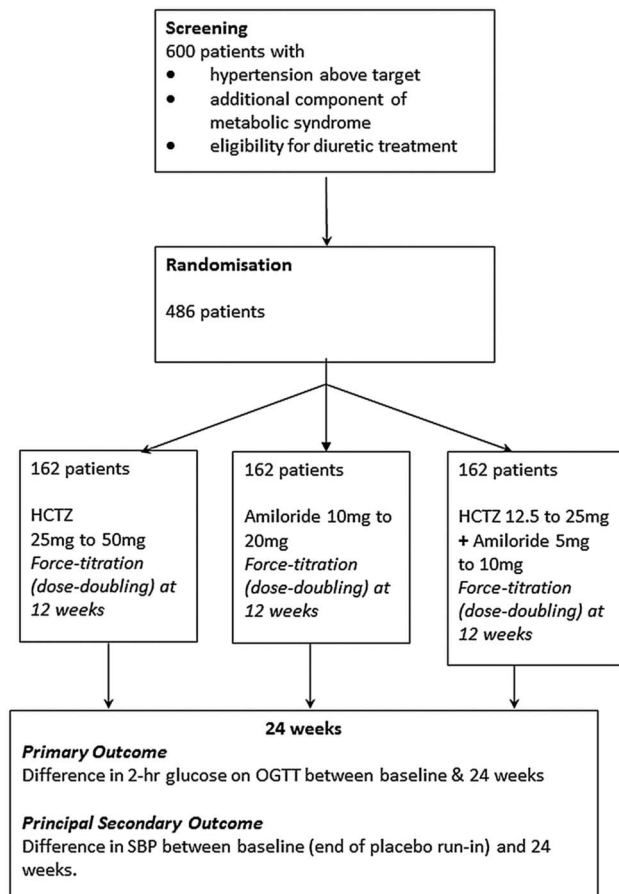 Screening
600 patients with
• hypertension above target
• additional component of
metabolic syndrome
• eligibility for diuretic treatment
Randomisation
486 patients
162 patients
HCTZ
25mg to 50mg
Force-titration
(dose-doubling) at
12 weeks
162 patients
Amiloride 10mg to
20mg
Force-titration
(dose-doubling) at
12 weeks
162 patients
HCTZ 12.5 to 25mg
+ Amiloride 5mg
to 10mg
Force-titration
(dose-doubling) at
12 weeks
24 weeks
Primary Outcome
Difference in 2-hr glucose on OGTT between baseline & 24 weeks
Principal Secondary Outcome
Difference in SBP between baseline (end of placebo run-in) and 24
weeks.